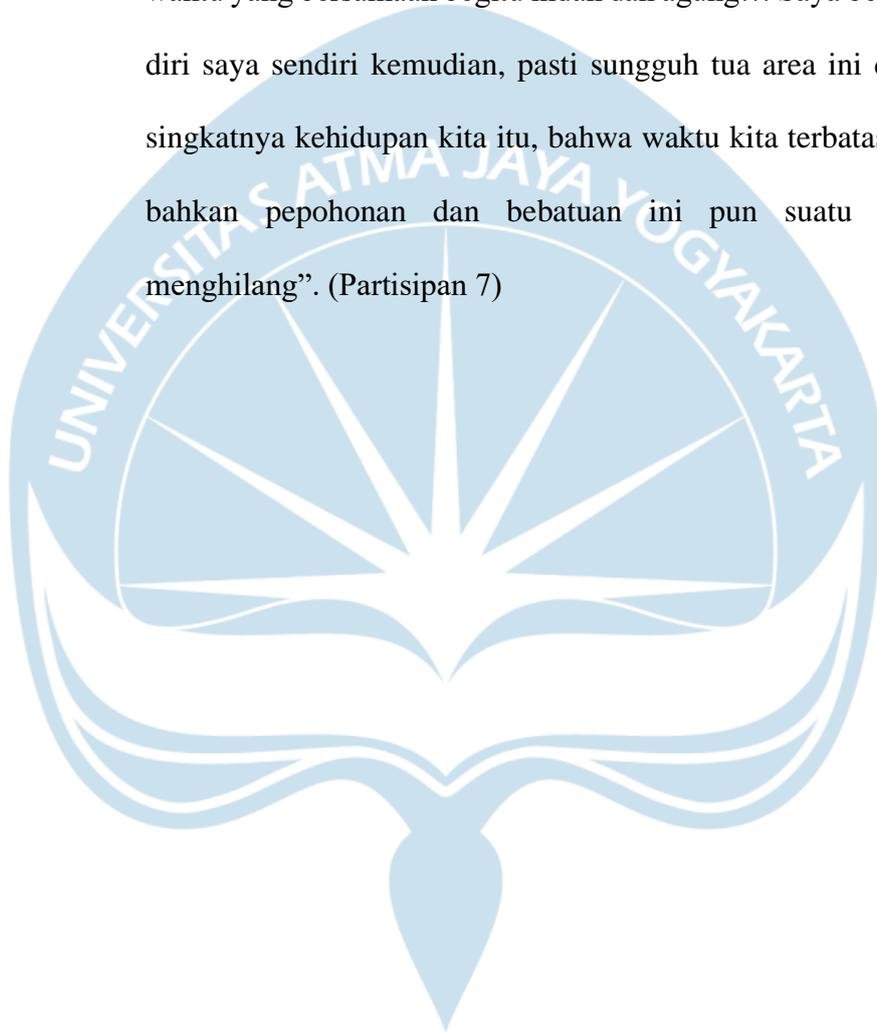 diri saya sendiri kemudian, pasti sungguh tua area ini
singkatnya kehidupan kita itu, bahwa waktu kita terbatas
bahkan pepohonan dan bebatuan ini pun suatu
menghilang”. (Partisipan 7)
UNIVERSITAS ATMA JAYA YOGYAKARTA